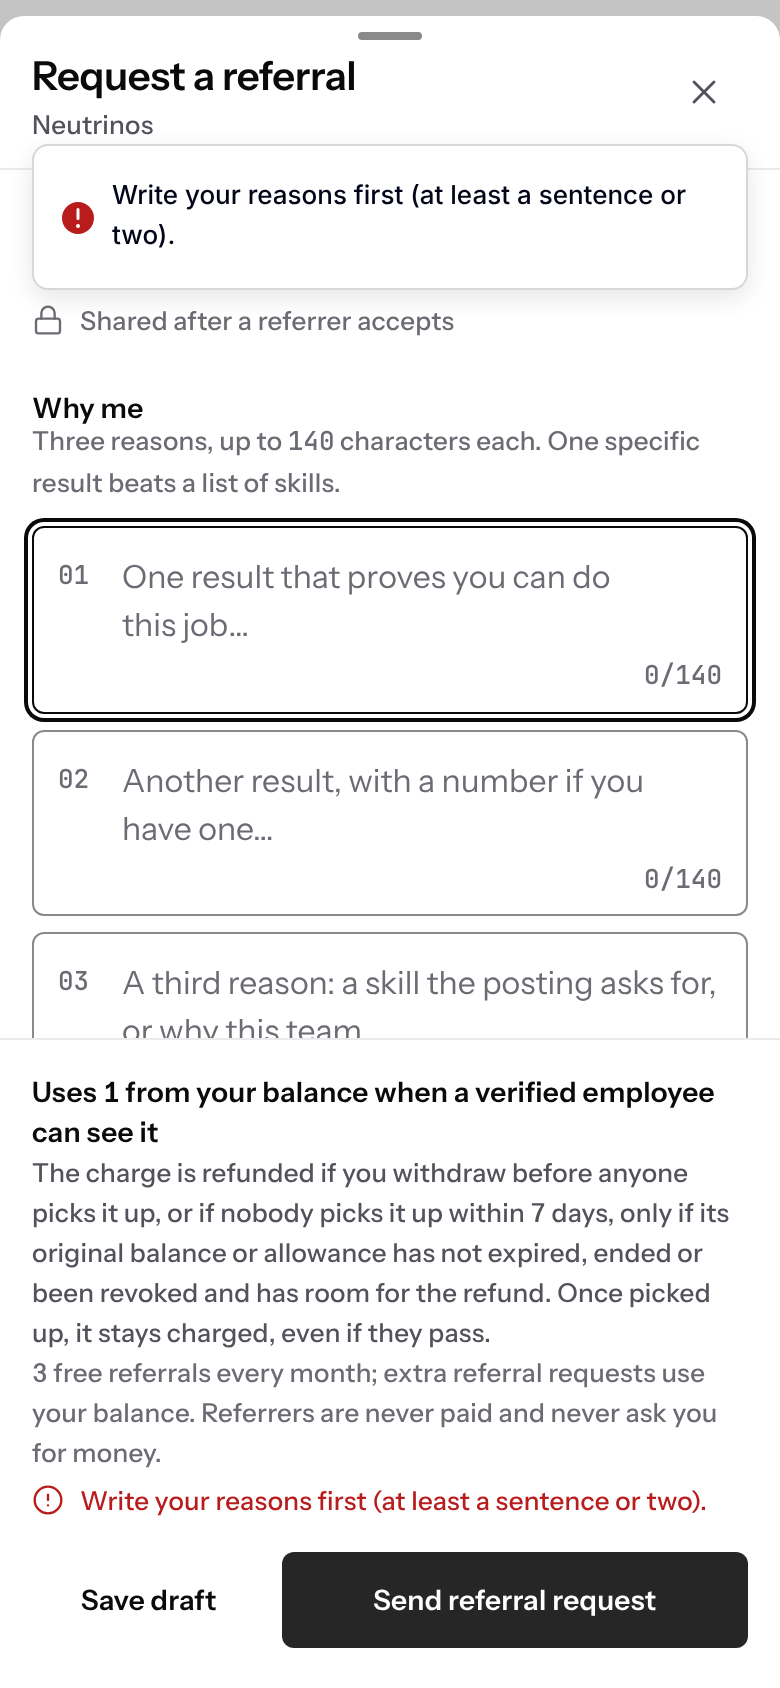 Request a referral
Neutrinos
Write your reasons first (at least a sentence or
two).
Shared after a referrer accepts
Why me
Three reasons, up to 140 characters each. One specific
result beats a list of skills.
01 One result that proves you can do
this job...
0/140
02 Another result, with a number if you
have one...
0/140
03 A third reason: a skill the posting asks for,
or why this team
Uses 1 from your balance when a verified employee
can see it
The charge is refunded if you withdraw before anyone
picks it up, or if nobody picks it up within 7 days, only if its
original balance or allowance has not expired, ended or
been revoked and has room for the refund. Once picked
up, it stays charged, even if they pass.
3 free referrals every month; extra referral requests use
your balance. Referrers are never paid and never ask you
for money.
Write your reasons first (at least a sentence or two).
Save draft
Send referral request